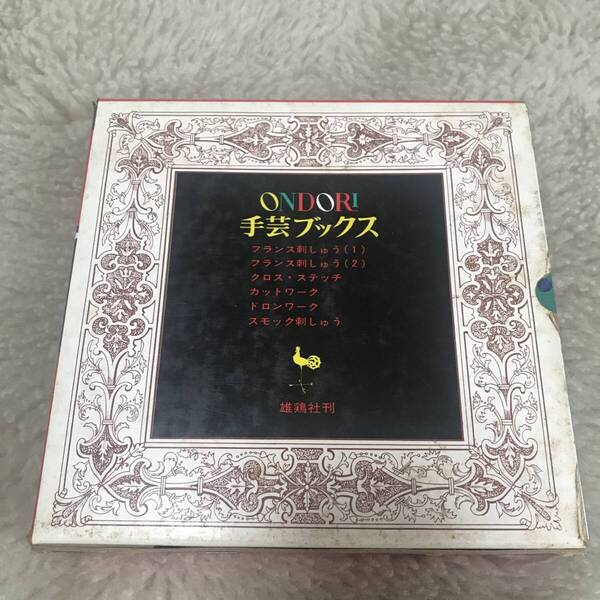 ONDORI
手芸ブックス
フランス刺しゅう(1)
フランス刺しゅう(2)
クロス・ステッチ
カットワーク
ドロンワーク
スモック刺しゅう
雄鶏社刊